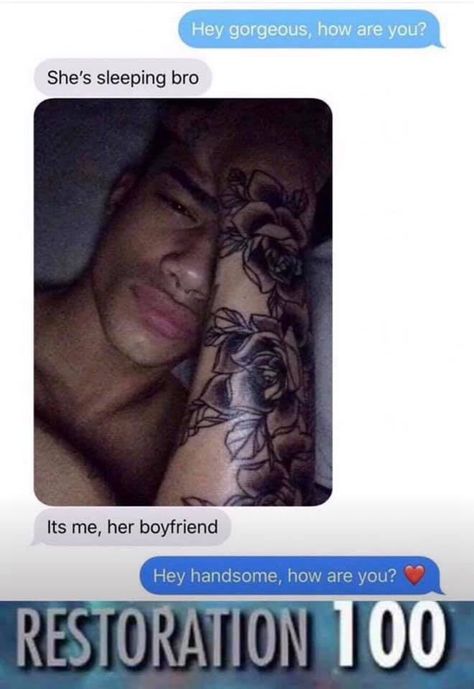 Hey gorgeous, how are you?
She's sleeping bro
Its me, her boyfriend
Hey handsome, how are you? ❤️
RESTORATION 100